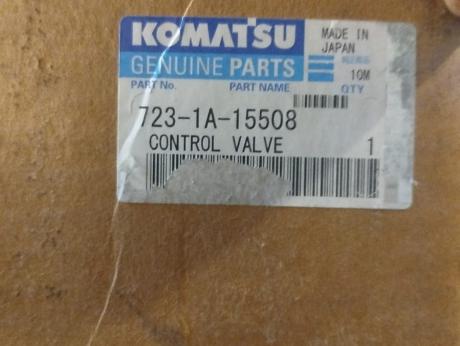 KOMATSU
MADE IN
JAPAN
GENUINE PARTS
10M
PART No.
PART NAME
QTY
723-1A-15508
CONTROL VALVE
1